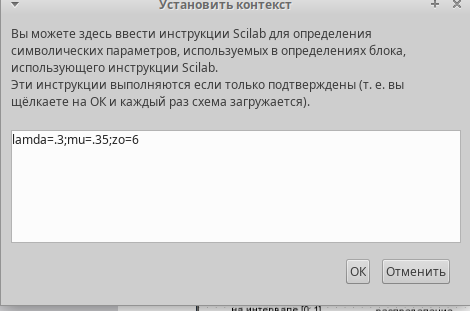 Установить контекст
Вы можете здесь ввести инструкции Scilab для определения
символических параметров, используемых в определениях блока,
использующего инструкции Scilab.
Эти инструкции выполняются если только подтверждены (т. е. вы
щёлкаете на ОК и каждый раз схема загружается).
lamda=.3;mu=.35;zo=6
ОК
Отменить
на интервале [0; 1]
распределение